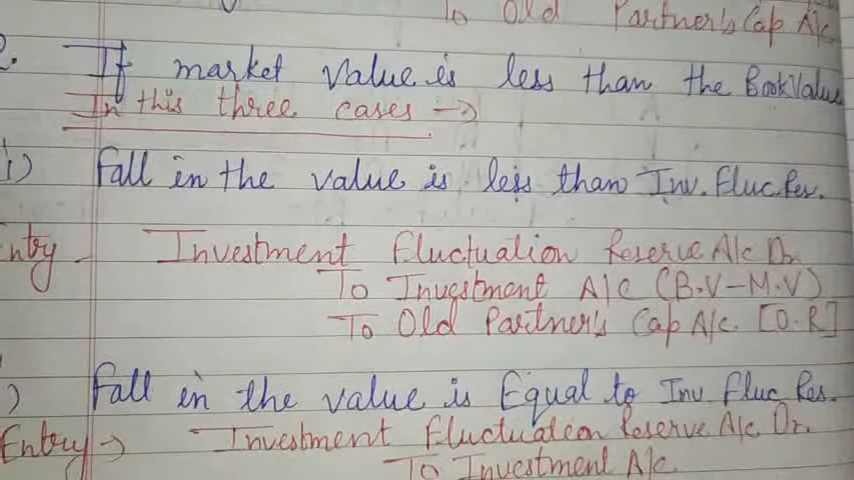 To Old Partner's Cap A/c
2. If market value is less than the Book Value
In this three cases →
i) Fall in the value is less than Inv. Fluc Res.
Entry - Investment Fluctuation Reserve A/c Dr.
To Investment A/c (B.V-M.V)
To Old Partner's Cap A/c. [O.R]
) Fall in the value is Equal to Inv Fluc Res.
Entry → Investment Fluctuation Reserve A/c. Dr.
To Investment A/c.